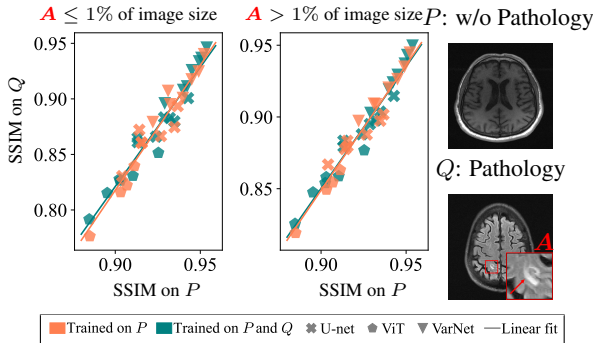 A ≤ 1% of image size
A > 1% of image size
P: w/o Pathology
SSIM on Q
0.95
0.90
0.85
0.80
0.90
0.95
SSIM on P
0.95
0.90
0.85
0.90
0.95
SSIM on P
Q: Pathology
A
Trained on P Trained on P and Q U-net ViT VarNet Linear fit